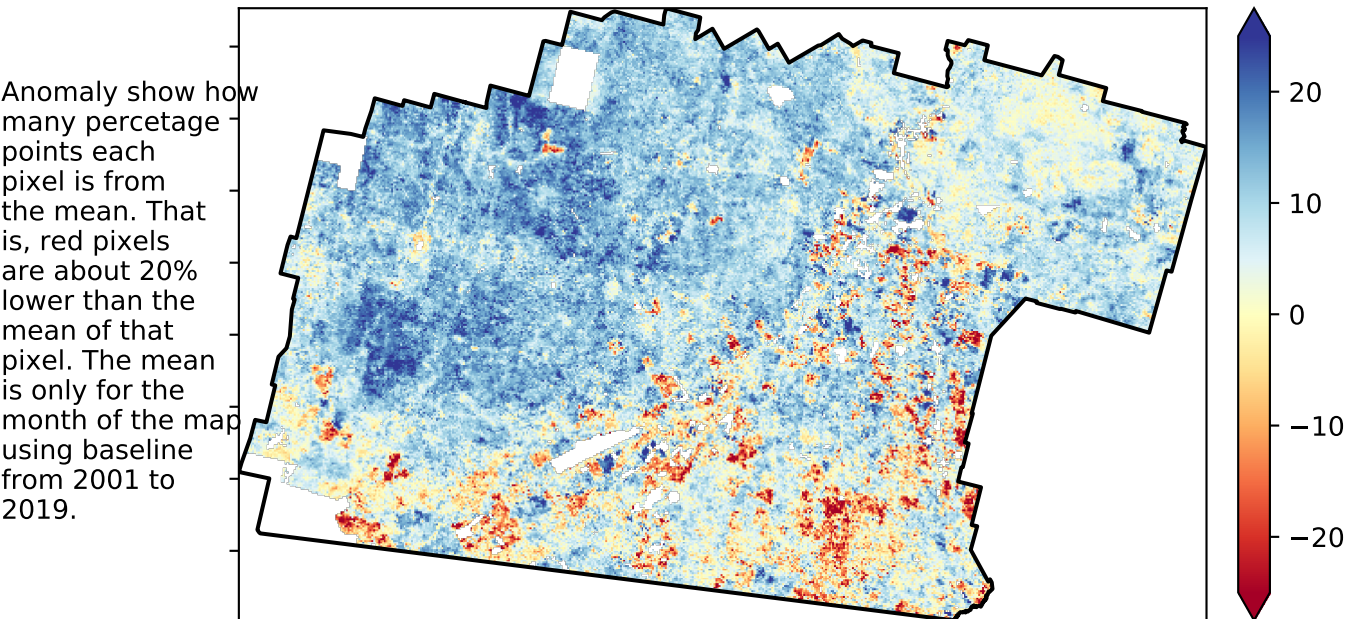 Anomaly show how
many percetage
points each
pixel is from
the mean. That
is, red pixels
are about 20%
lower than the
mean of that
pixel. The mean
is only for the
month of the map
using baseline
from 2001 to
2019.
20
10
0
−10
−20